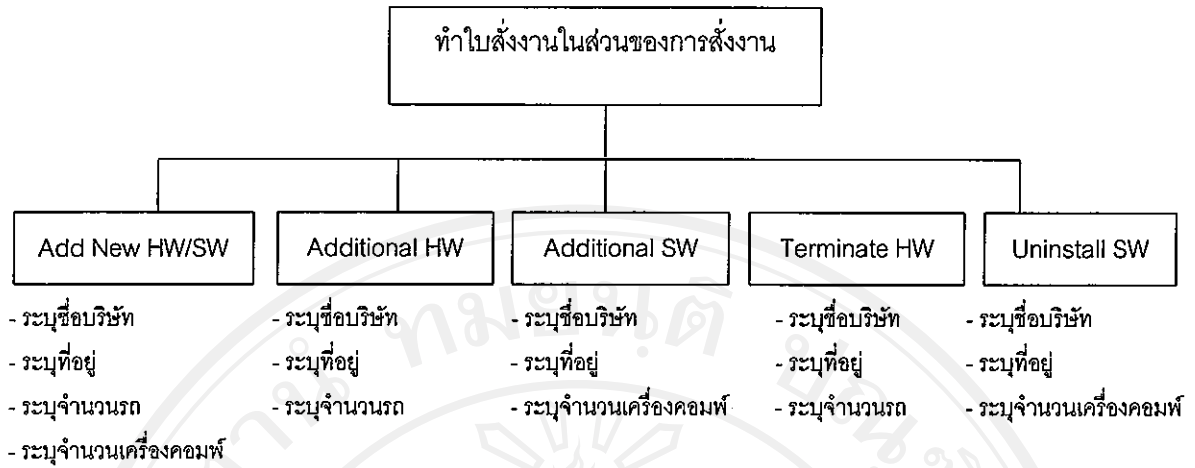 ทำใบสั่งงานในส่วนของการสั่งงาน
Add New HW/SW
Additional HW
Additional SW
Terminate HW
Uninstall SW
- ระบุชื่อบริษัท
- ระบุที่อยู่
- ระบุจำนวนรถ
- ระบุจำนวนเครื่องคอมพ์
- ระบุชื่อบริษัท
- ระบุที่อยู่
- ระบุจำนวนรถ
- ระบุชื่อบริษัท
- ระบุที่อยู่
- ระบุจำนวนเครื่องคอมพ์
- ระบุชื่อบริษัท
- ระบุที่อยู่
- ระบุจำนวนรถ
- ระบุชื่อบริษัท
- ระบุที่อยู่
- ระบุจำนวนเครื่องคอมพ์